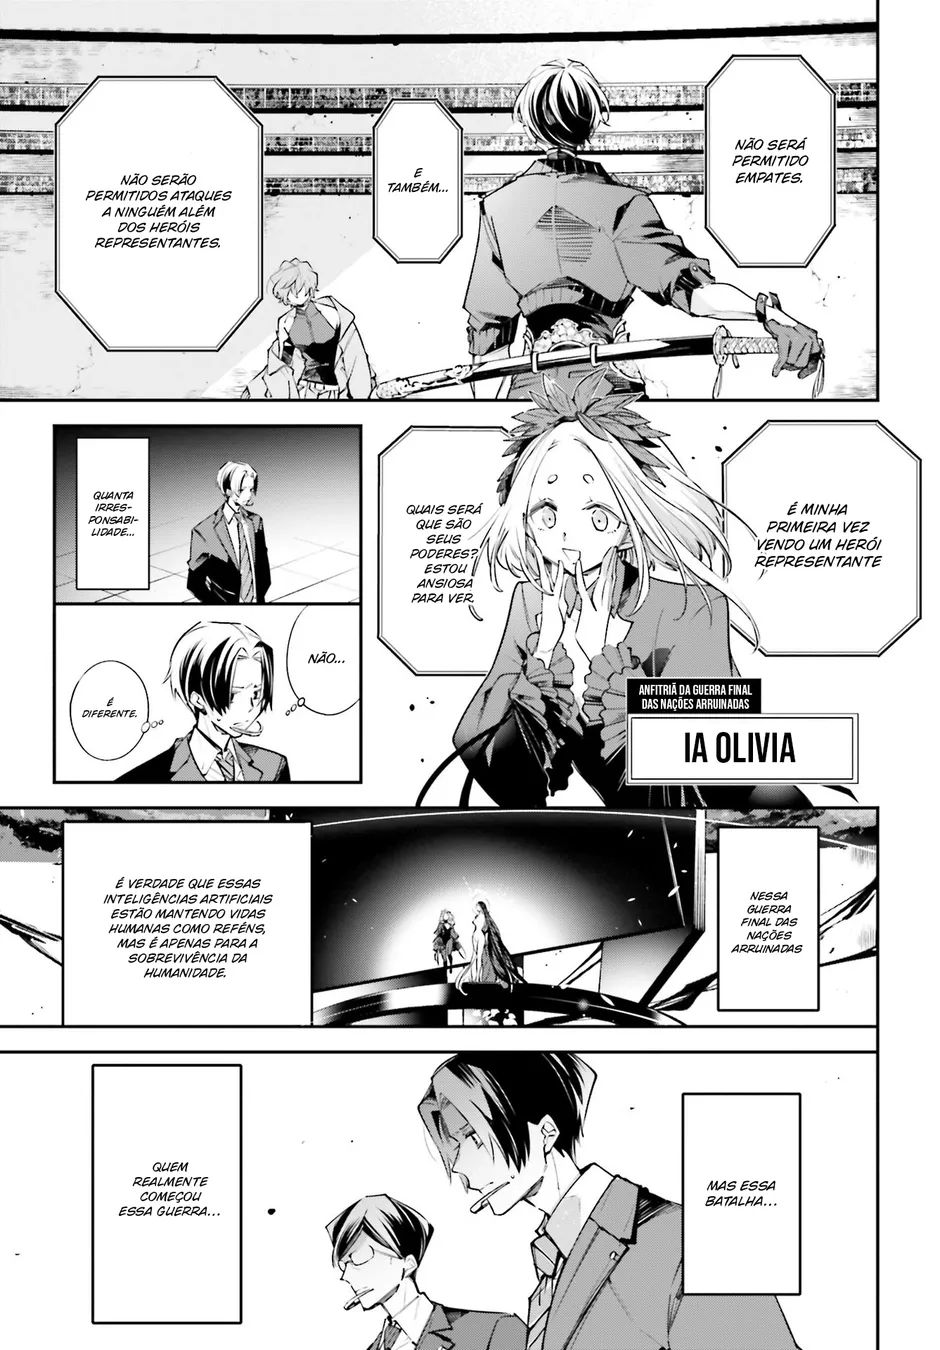 NÃO SERÁ
PERMITIDO
EMPATES.
E
TAMBÉM...
NÃO SERÃO
PERMITIDOS ATAQUES
A NINGUÉM ALÉM
DOS HERÓIS
REPRESENTANTES.
É MINHA
PRIMEIRA VEZ
VENDO UM HERÓI
REPRESENTANTE
QUAIS SERÁ
QUE SÃO
SEUS
PODERES?
ESTOU
ANSIOSA
PARA VER.
ANFITRIÃ DA GUERRA FINAL
DAS NAÇÕES ARRUINADAS
IA OLIVIA
QUANTA
IRRES-
PONSABI-
LIDADE...
NÃO...
É
DIFERENTE.
NESSA
GUERRA
FINAL DAS
NAÇÕES
ARRUINADAS
É VERDADE QUE ESSAS
INTELIGÊNCIAS ARTIFICIAIS
ESTÃO MANTENDO VIDAS
HUMANAS COMO REFÉNS,
MAS É APENAS PARA A
SOBREVIVÊNCIA DA
HUMANIDADE.
MAS ESSA
BATALHA...
QUEM
REALMENTE
COMEÇOU
ESSA GUERRA...